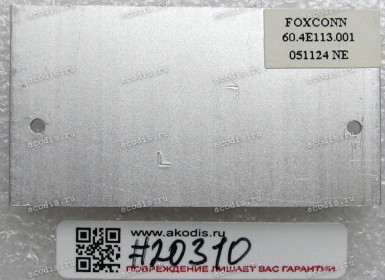 FOXCONN
60.4E113.001
051124 NE
www.akodis.ru
#20310
ПОВРЕЖДЕНИЕ ЛИШАЕТ ВАС ГАРАНТИИ